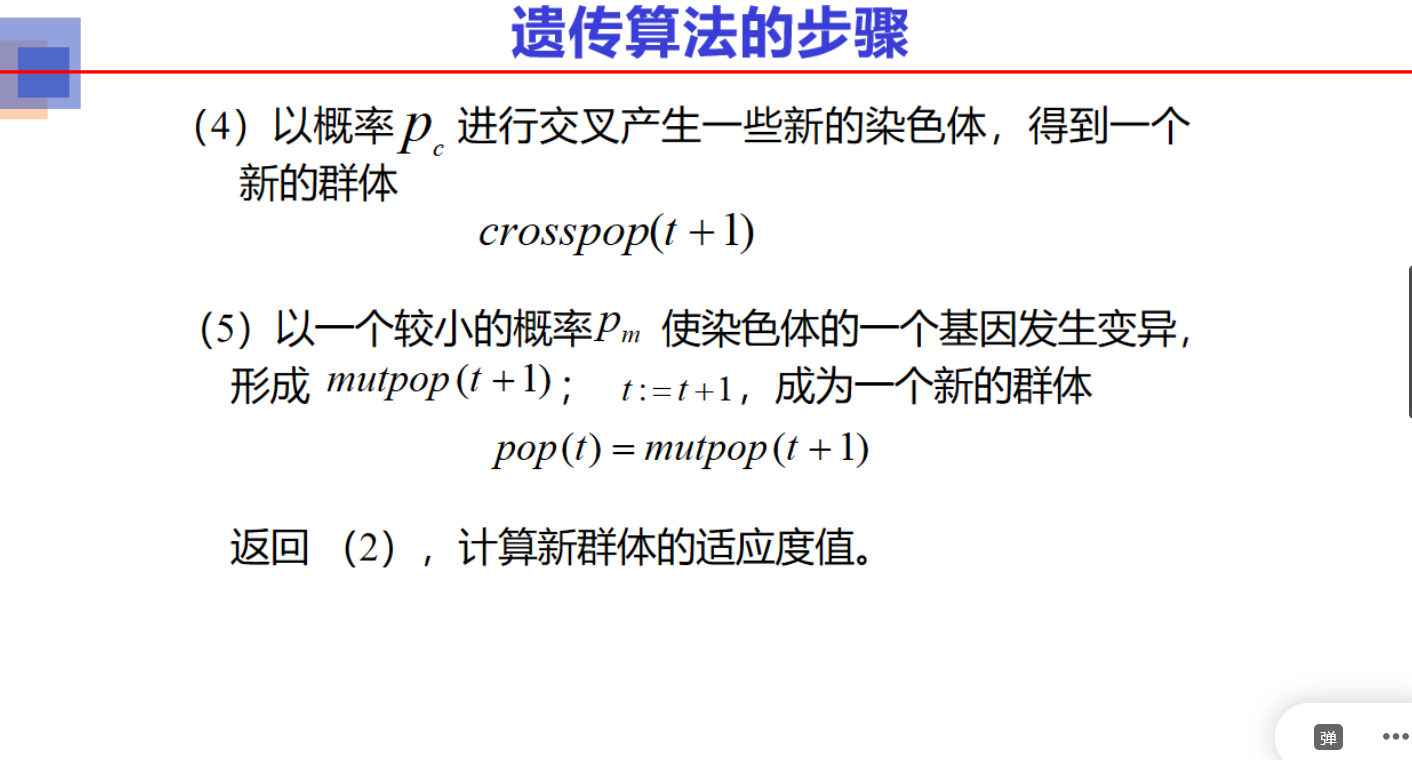 遗传算法的步骤
（4）以概率 p_c 进行交叉产生一些新的染色体，得到一个
新的群体
crosspop(t + 1)
（5）以一个较小的概率 p_m 使染色体的一个基因发生变异，
形成 mutpop (t + 1)； t := t + 1，成为一个新的群体
pop(t) = mutpop (t + 1)
返回 （2），计算新群体的适应度值。
弹